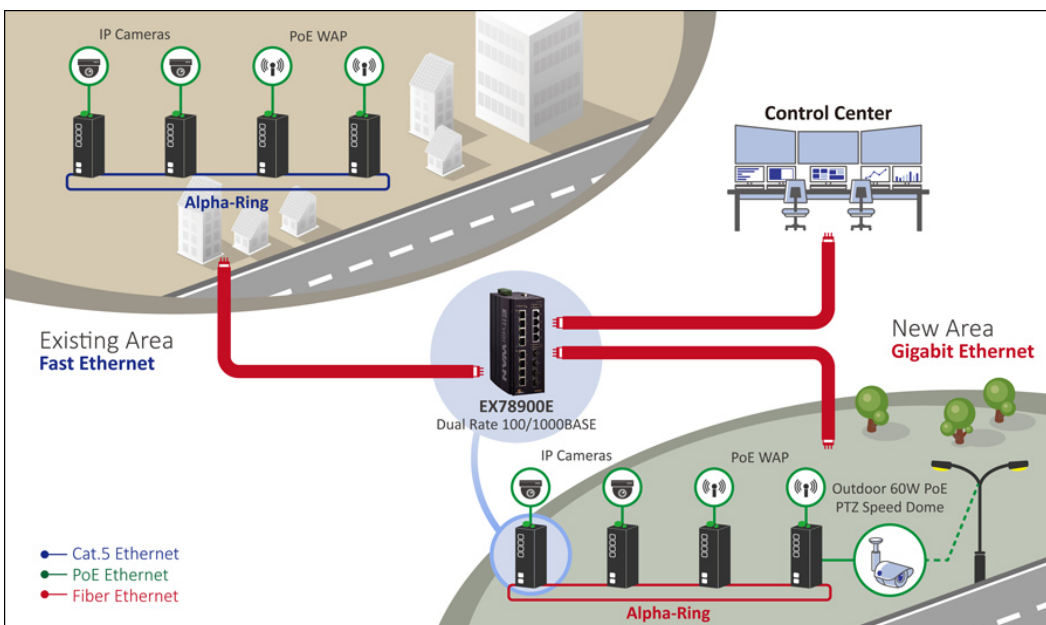 IP Cameras
PoE WAP
Alpha-Ring
Control Center
Existing Area
Fast Ethernet
New Area
Gigabit Ethernet
EX78900E
Dual Rate 100/1000BASE
IP Cameras
PoE WAP
Outdoor 60W PoE
PTZ Speed Dome
Cat.5 Ethernet
PoE Ethernet
Fiber Ethernet
Alpha-Ring